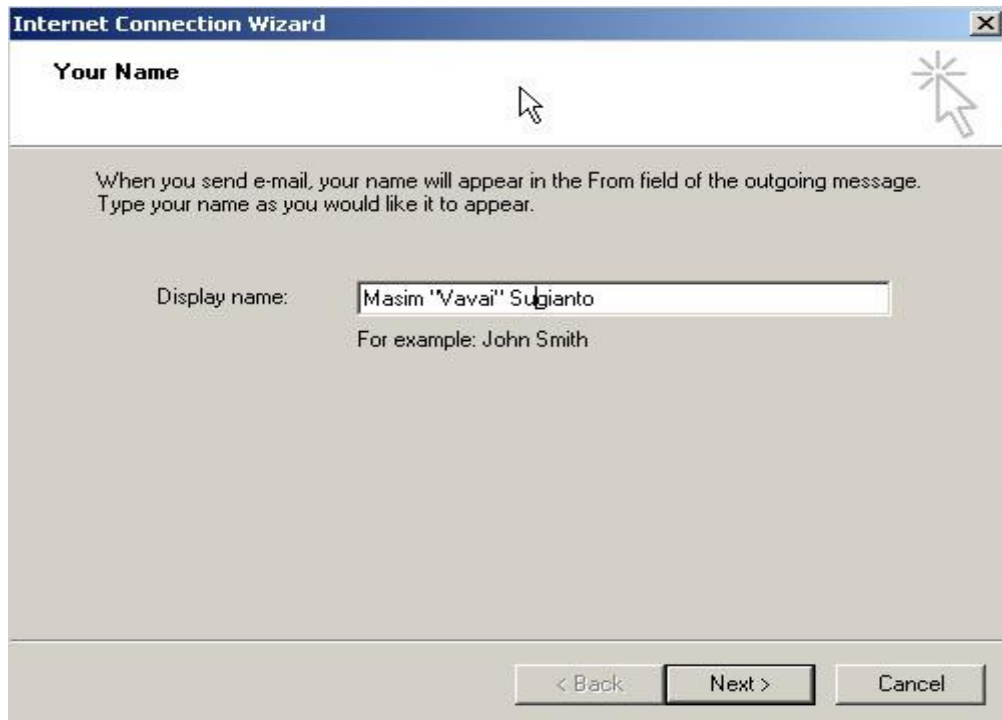 Internet Connection Wizard
Your Name
When you send e-mail, your name will appear in the From field of the outgoing message.
Type your name as you would like it to appear.
Display name: Masim "Vavai" Sugianto
For example: John Smith
< Back Next > Cancel